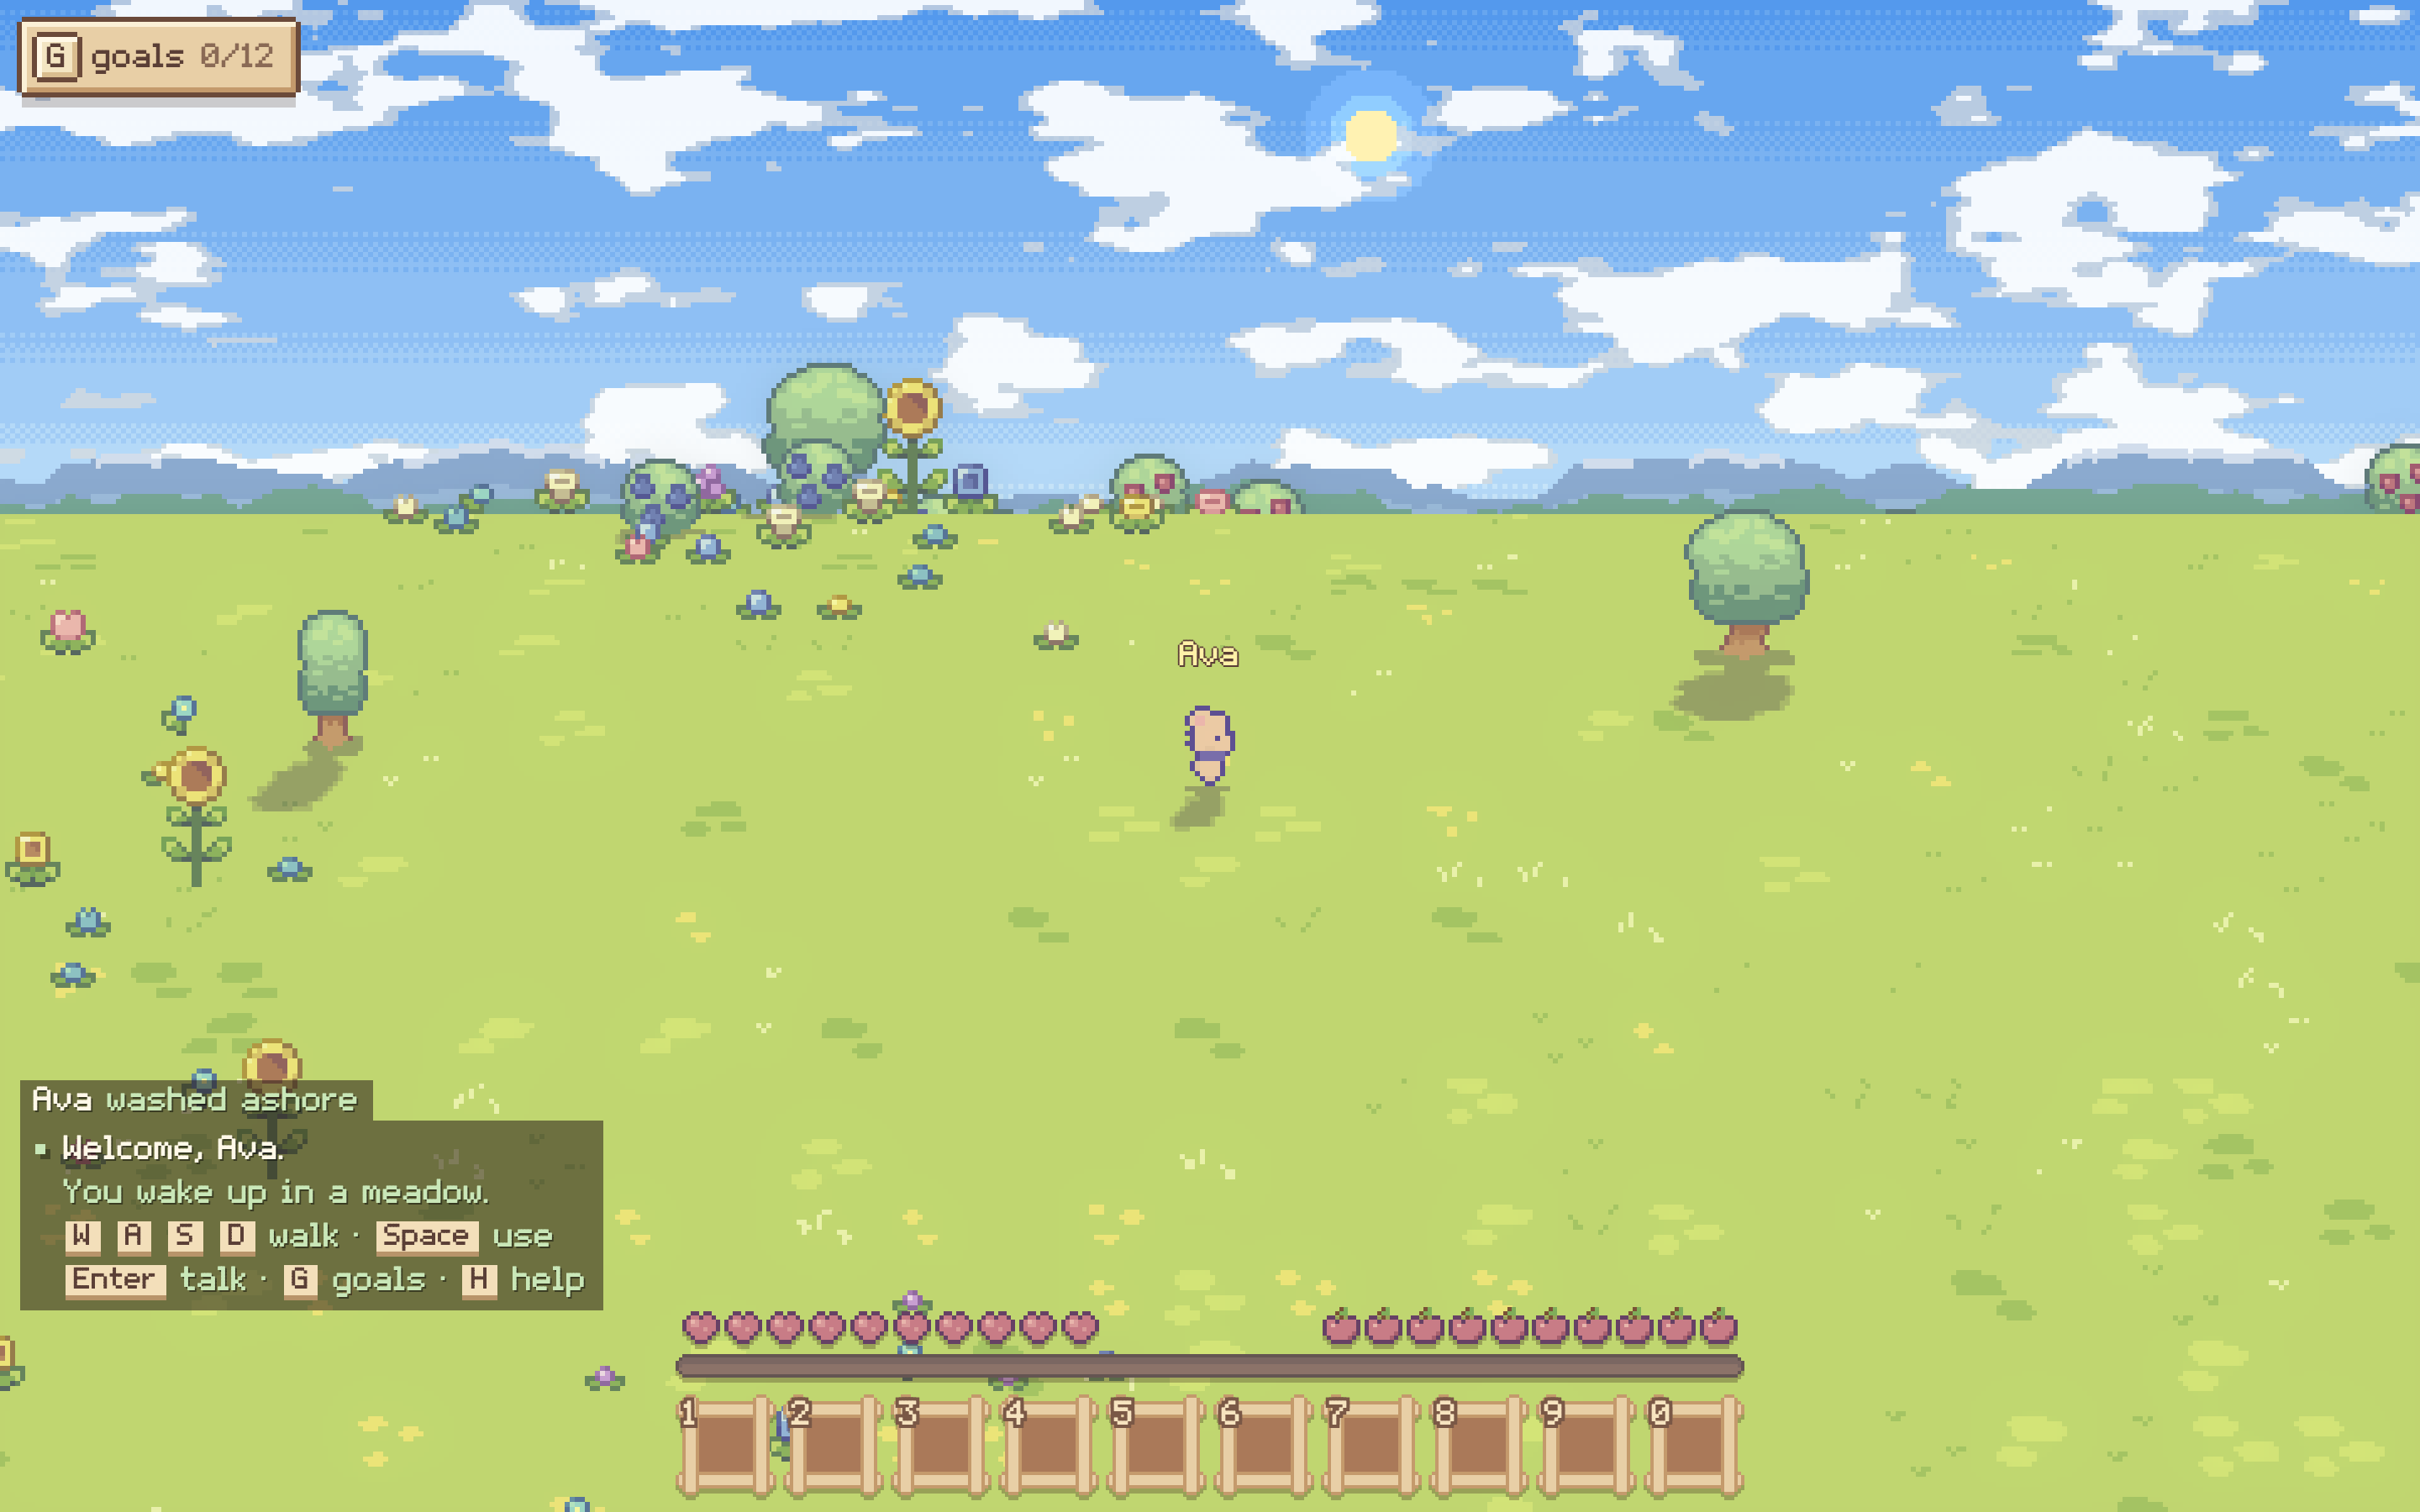 G goals 0/12
Ava
Ava washed ashore
Welcome, Ava.
You wake up in a meadow.
W A S D walk · Space use
Enter talk · G goals · H help
1 2 3 4 5 6 7 8 9 0